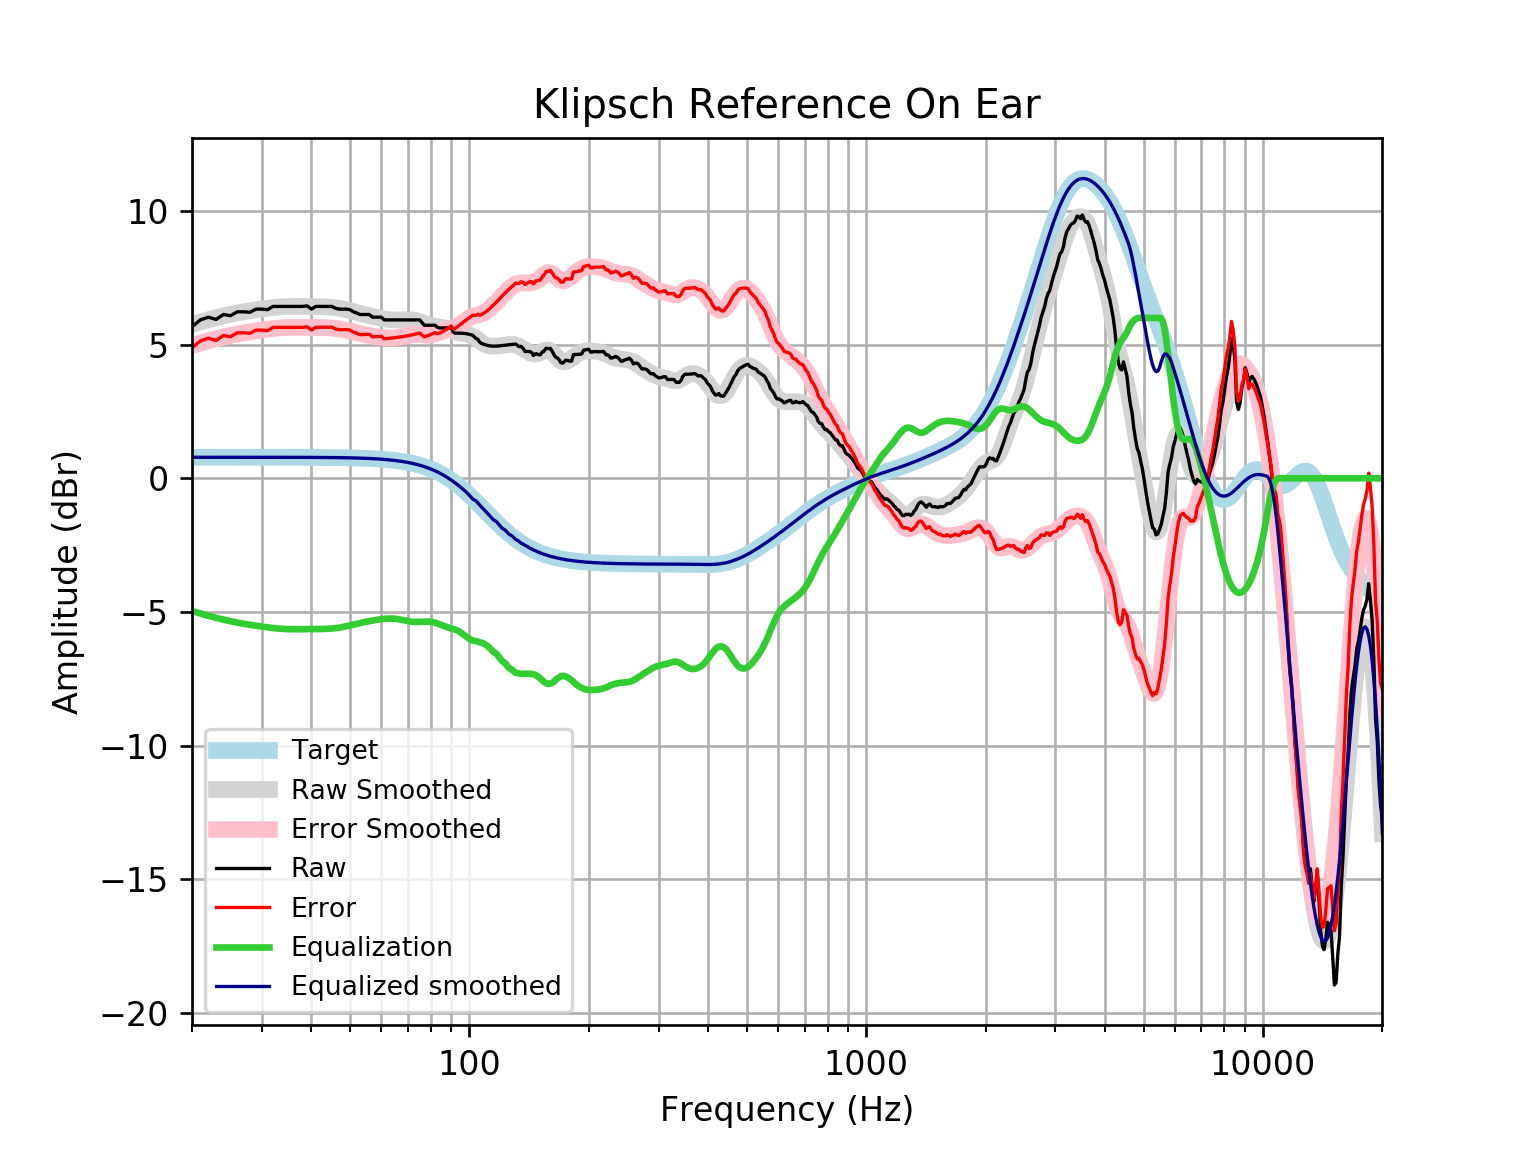 Klipsch Reference On Ear
Amplitude (dBr)
10
5
0
−5
−10
−15
−20
Target
Raw Smoothed
Error Smoothed
Raw
Error
Equalization
Equalized smoothed
100 1000 10000
Frequency (Hz)